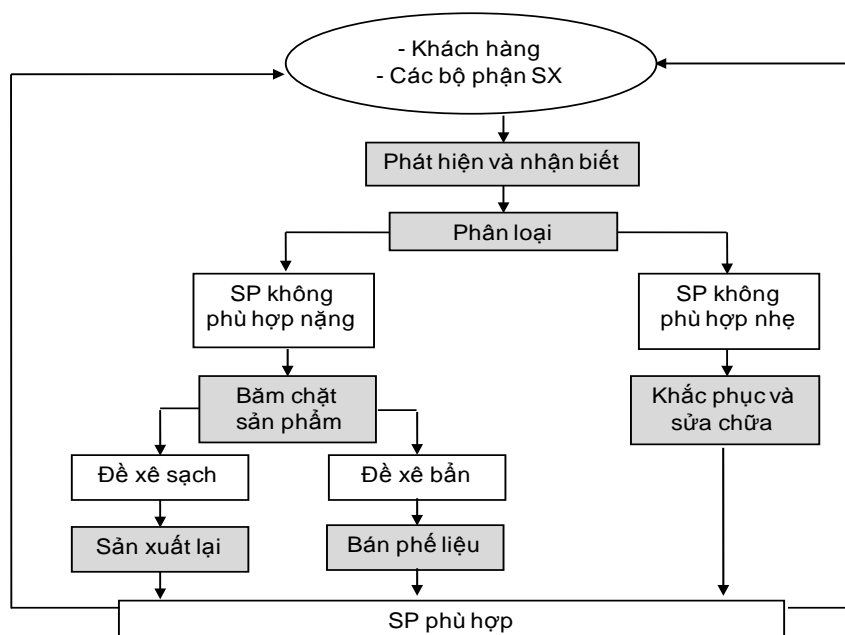 - Khách hàng
- Các bộ phận SX
Phát hiện và nhận biết
Phân loại
SP không
phù hợp nặng
SP không
phù hợp nhẹ
Băm chặt
sản phẩm
Khắc phục và
sửa chữa
Đề xê sạch
Đề xê bẩn
Sản xuất lại
Bán phế liệu
SP phù hợp